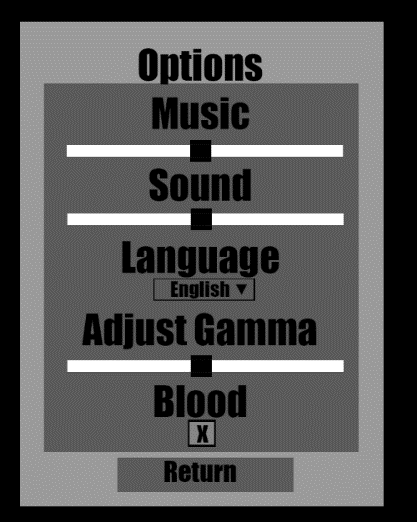 Options
Music
Sound
Language
English ▼
Adjust Gamma
Blood
X
Return